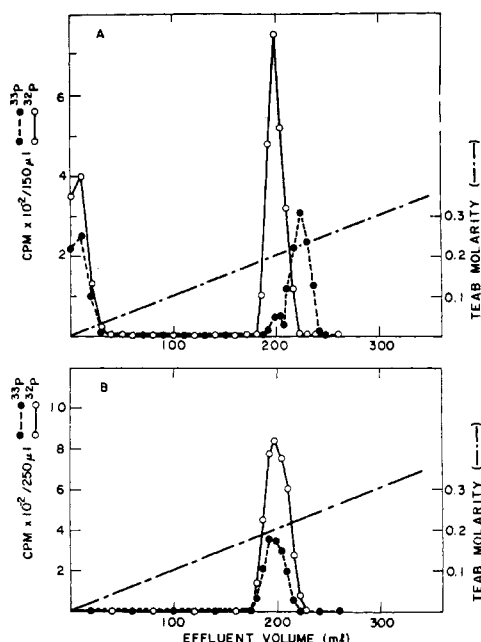 A
³³P
³²P
CPM × 10⁻²/150 μl
6
4
2
TEAB MOLARITY (—·—)
0.3
0.2
0.1
0
100
200
300
B
³³P
³²P
CPM × 10⁻²/250 μl
10
8
6
4
2
TEAB MOLARITY (—·—)
0.3
0.2
0.1
0
100
200
300
EFFLUENT VOLUME (mℓ)